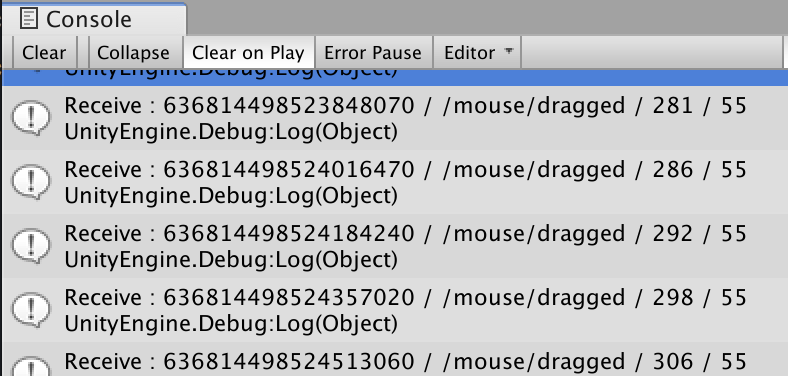 Console
Clear Collapse Clear on Play Error Pause Editor
UnityEngine.Debug:Log(Object)
Receive : 636814498523848070 / /mouse/dragged / 281 / 55
UnityEngine.Debug:Log(Object)
Receive : 636814498524016470 / /mouse/dragged / 286 / 55
UnityEngine.Debug:Log(Object)
Receive : 636814498524184240 / /mouse/dragged / 292 / 55
UnityEngine.Debug:Log(Object)
Receive : 636814498524357020 / /mouse/dragged / 298 / 55
UnityEngine.Debug:Log(Object)
Receive : 636814498524513060 / /mouse/dragged / 306 / 55